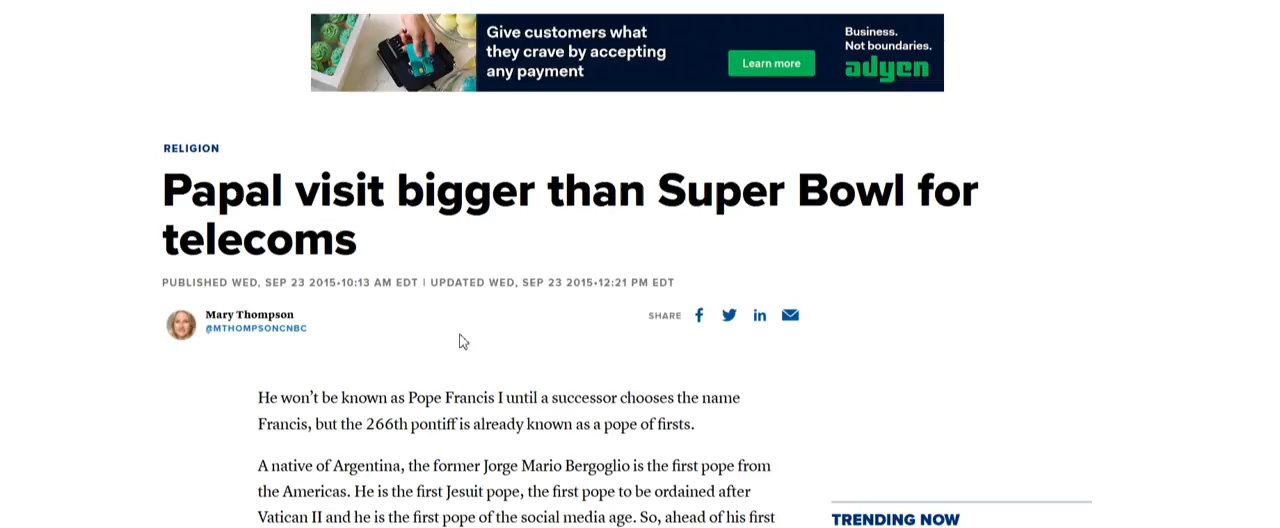 Give customers what
they crave by accepting
any payment
Learn more
Business.
Not boundaries.
adyen
RELIGION
Papal visit bigger than Super Bowl for
telecoms
PUBLISHED WED, SEP 23 2015•10:13 AM EDT | UPDATED WED, SEP 23 2015•12:21 PM EDT
Mary Thompson
@MTHOMPSONCNBC
SHARE
He won’t be known as Pope Francis I until a successor chooses the name
Francis, but the 266th pontiff is already known as a pope of firsts.
A native of Argentina, the former Jorge Mario Bergoglio is the first pope from
the Americas. He is the first Jesuit pope, the first pope to be ordained after
Vatican II and he is the first pope of the social media age. So, ahead of his first
TRENDING NOW